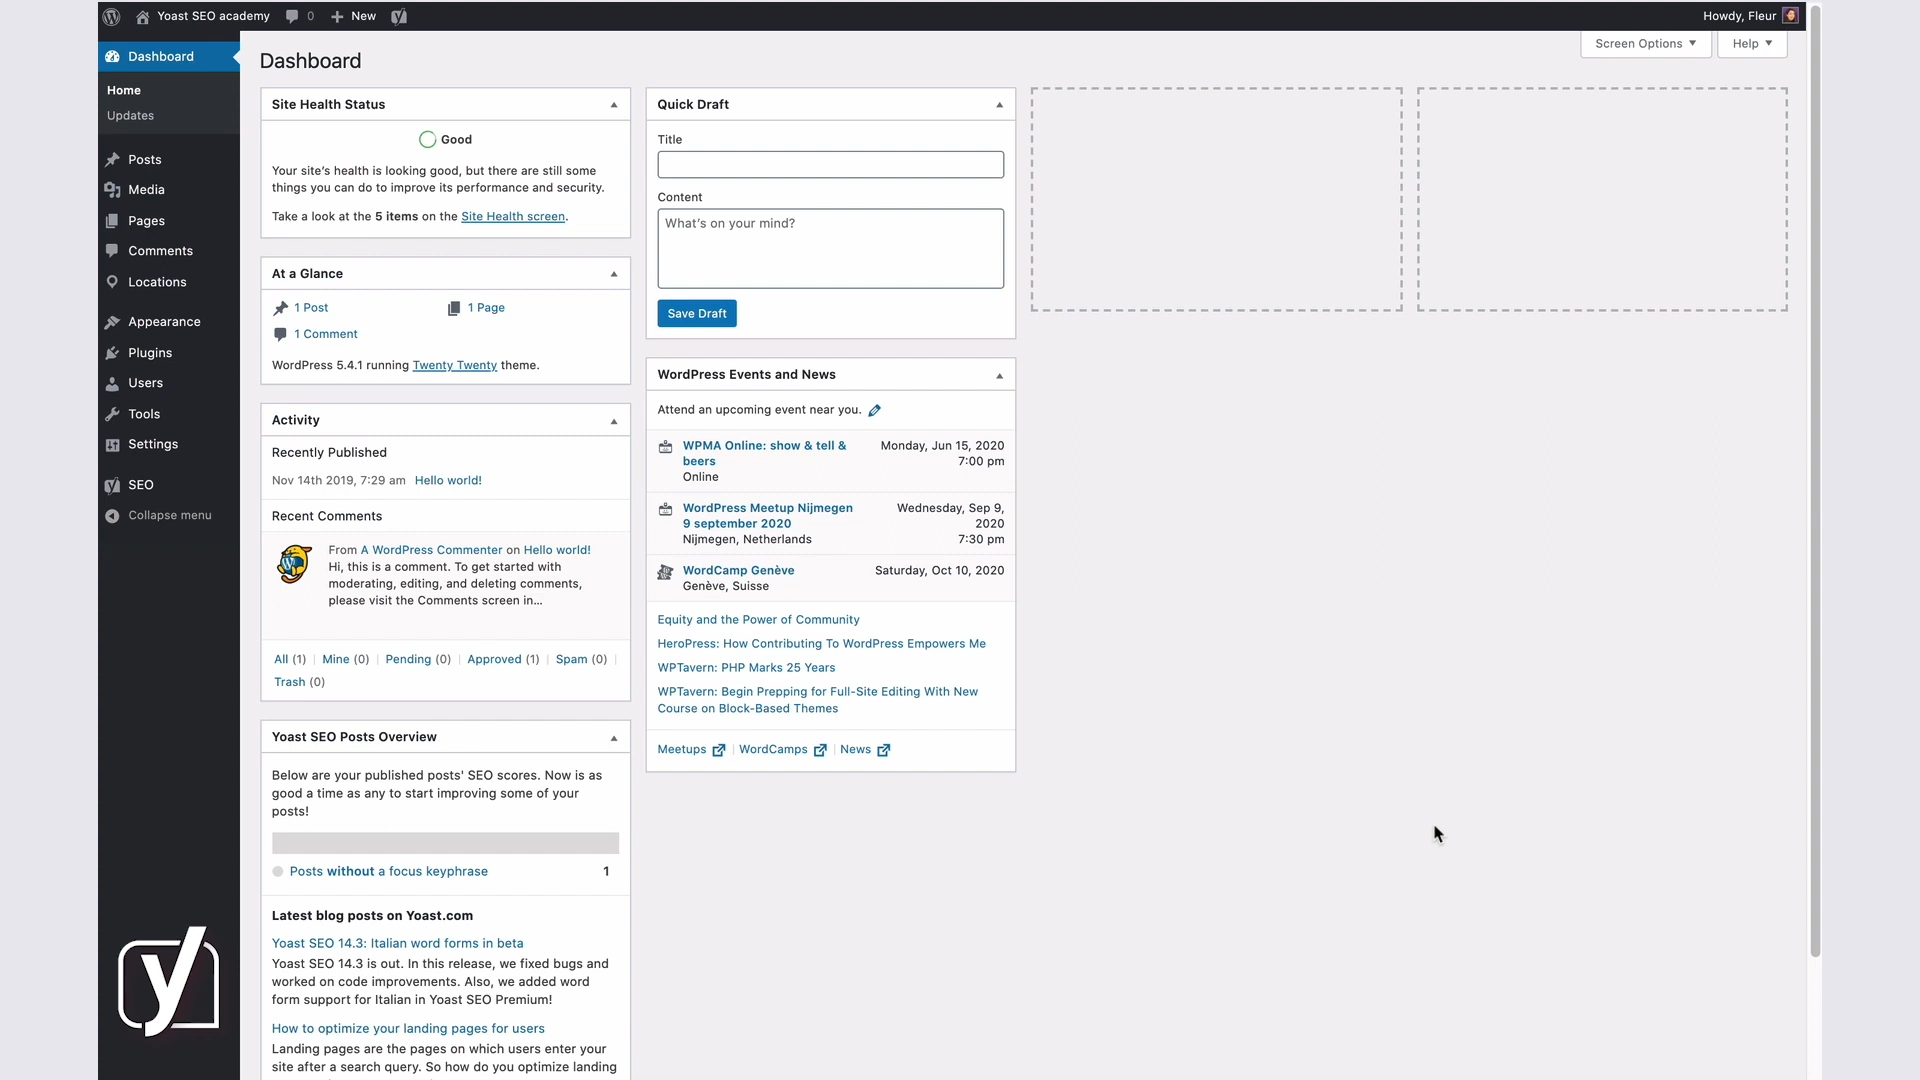 Yoast SEO academy 0 New
Howdy, Fleur
Dashboard
Home
Updates
Posts
Media
Pages
Comments
Locations
Appearance
Plugins
Users
Tools
Settings
SEO
Collapse menu
Screen Options ▼ Help ▼
Dashboard
Site Health Status
Good
Your site's health is looking good, but there are still some
things you can do to improve its performance and security.
Take a look at the 5 items on the Site Health screen.
At a Glance
1 Post 1 Page
1 Comment
WordPress 5.4.1 running Twenty Twenty theme.
Activity
Recently Published
Nov 14th 2019, 7:29 am Hello world!
Recent Comments
From A WordPress Commenter on Hello world!
Hi, this is a comment. To get started with
moderating, editing, and deleting comments,
please visit the Comments screen in…
All (1) | Mine (0) | Pending (0) | Approved (1) | Spam (0) |
Trash (0)
Yoast SEO Posts Overview
Below are your published posts' SEO scores. Now is as
good a time as any to start improving some of your
posts!
Posts without a focus keyphrase 1
Latest blog posts on Yoast.com
Yoast SEO 14.3: Italian word forms in beta
Yoast SEO 14.3 is out. In this release, we fixed bugs and
worked on code improvements. Also, we added word
form support for Italian in Yoast SEO Premium!
How to optimize your landing pages for users
Landing pages are the pages on which users enter your
site after a search query. So how do you optimize landing
Quick Draft
Title
Content
What's on your mind?
Save Draft
WordPress Events and News
Attend an upcoming event near you.
WPMA Online: show & tell & Monday, Jun 15, 2020
beers 7:00 pm
Online
WordPress Meetup Nijmegen Wednesday, Sep 9,
9 september 2020 2020
Nijmegen, Netherlands 7:30 pm
WordCamp Genève Saturday, Oct 10, 2020
Genève, Suisse
Equity and the Power of Community
HeroPress: How Contributing To WordPress Empowers Me
WPTavern: PHP Marks 25 Years
WPTavern: Begin Prepping for Full-Site Editing With New
Course on Block-Based Themes
Meetups | WordCamps | News
y